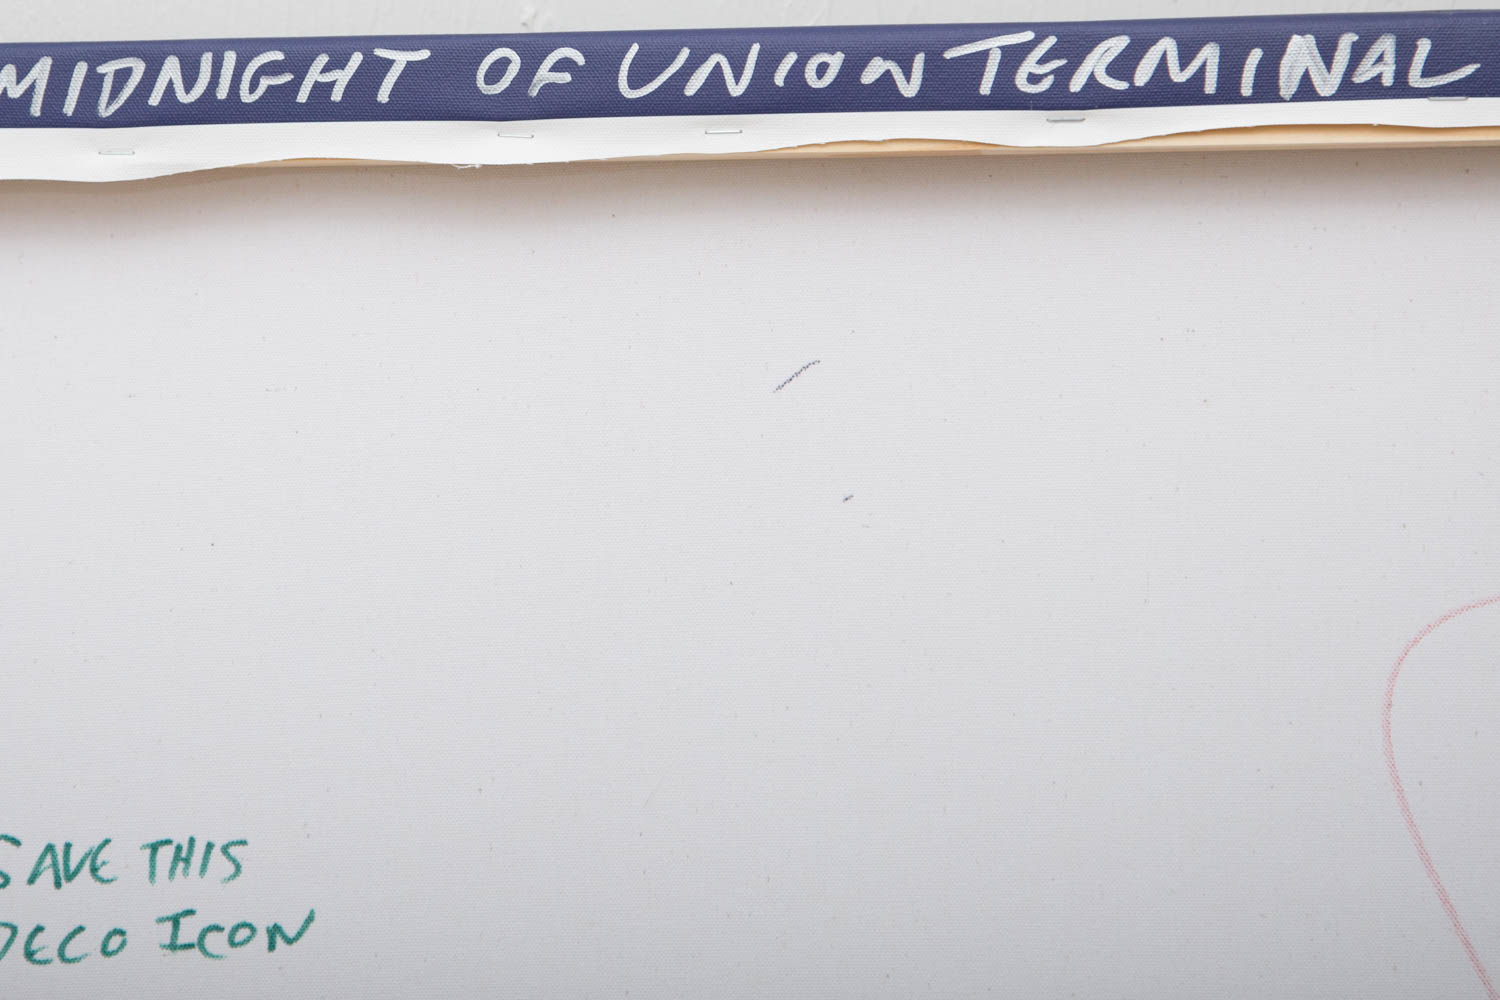 MIDNIGHT OF UNION TERMINAL
SAVE THIS
DECO ICON